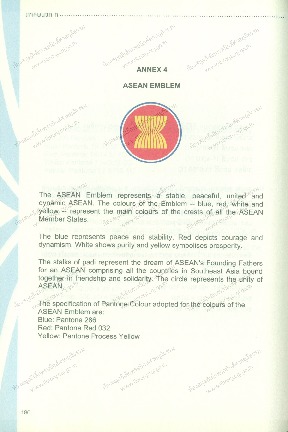 ANNEX 4
ASEAN EMBLEM
The ASEAN Emblem represents a stable, peaceful, united and
dynamic ASEAN. The colours of the Emblem -- blue, red, white and
yellow -- represent the main colours of the crests of all the ASEAN
Member States.
The blue represents peace and stability. Red depicts courage and
dynamism. White shows purity and yellow symbolises prosperity.
The stalks of padi represent the dream of ASEAN's Founding Fathers
for an ASEAN comprising all the countries in Southeast Asia bound
together in friendship and solidarity. The circle represents the unity of
ASEAN.
The specification of Pantone Colour adopted for the colours of the
ASEAN Emblem are:
Blue: Pantone 286
Red: Pantone Red 032
Yellow: Pantone Process Yellow